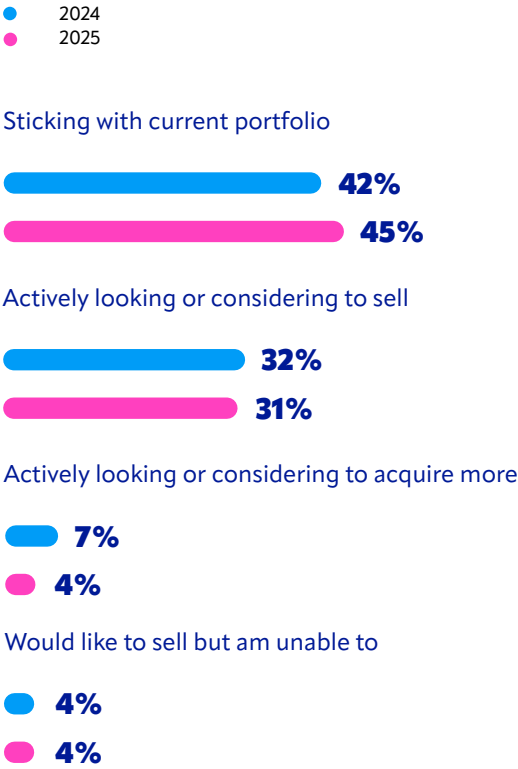 2024
2025
Sticking with current portfolio
42%
45%
Actively looking or considering to sell
32%
31%
Actively looking or considering to acquire more
7%
4%
Would like to sell but am unable to
4%
4%